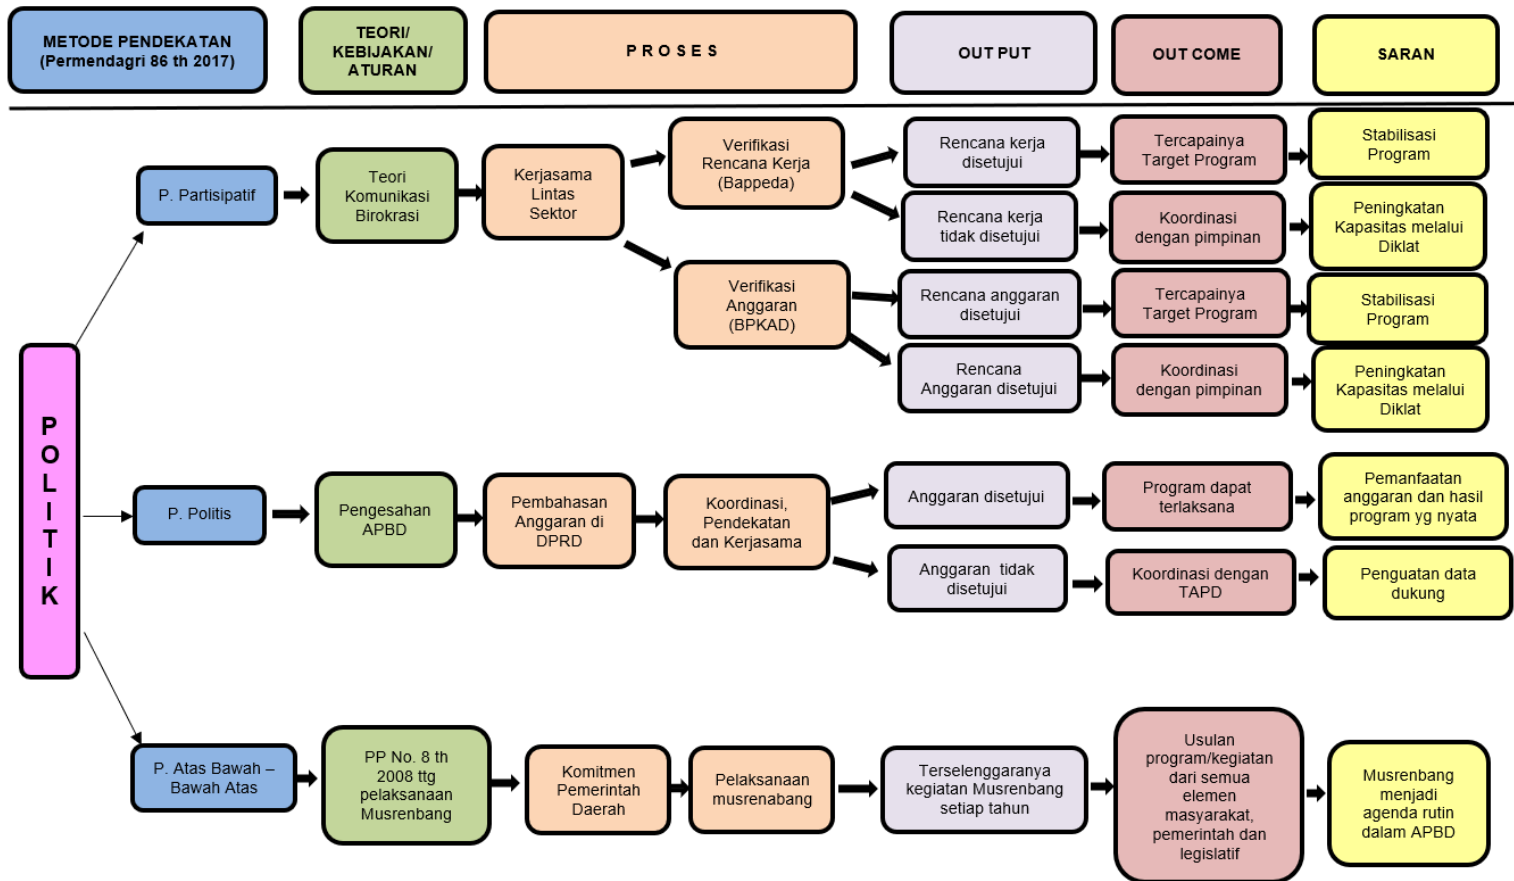 METODE PENDEKATAN
(Permendagri 86 th 2017)
TEORI/
KEBIJAKAN/
ATURAN
P R O S E S
OUT PUT
OUT COME
SARAN
POLITIK
P. Partisipatif
Teori
Komunikasi
Birokrasi
Kerjasama
Lintas
Sektor
Verifikasi
Rencana Kerja
(Bappeda)
Rencana kerja
disetujui
Tercapainya
Target Program
Stabilisasi
Program
Rencana kerja
tidak disetujui
Koordinasi
dengan pimpinan
Peningkatan
Kapasitas melalui
Diklat
Verifikasi
Anggaran
(BPKAD)
Rencana anggaran
disetujui
Tercapainya
Target Program
Stabilisasi
Program
Rencana
Anggaran disetujui
Koordinasi
dengan pimpinan
Peningkatan
Kapasitas melalui
Diklat
P. Politis
Pengesahan
APBD
Pembahasan
Anggaran di
DPRD
Koordinasi,
Pendekatan
dan Kerjasama
Anggaran disetujui
Program dapat
terlaksana
Pemanfaatan
anggaran dan hasil
program yg nyata
Anggaran  tidak
disetujui
Koordinasi dengan
TAPD
Penguatan data
dukung
P. Atas Bawah –
Bawah Atas
PP No. 8 th
2008 ttg
pelaksanaan
Musrenbang
Komitmen
Pemerintah
Daerah
Pelaksanaan
musrenabang
Terselenggaranya
kegiatan Musrenbang
setiap tahun
Usulan
program/kegiatan
dari semua
elemen
masyarakat,
pemerintah dan
legislatif
Musrenbang
menjadi
agenda rutin
dalam APBD